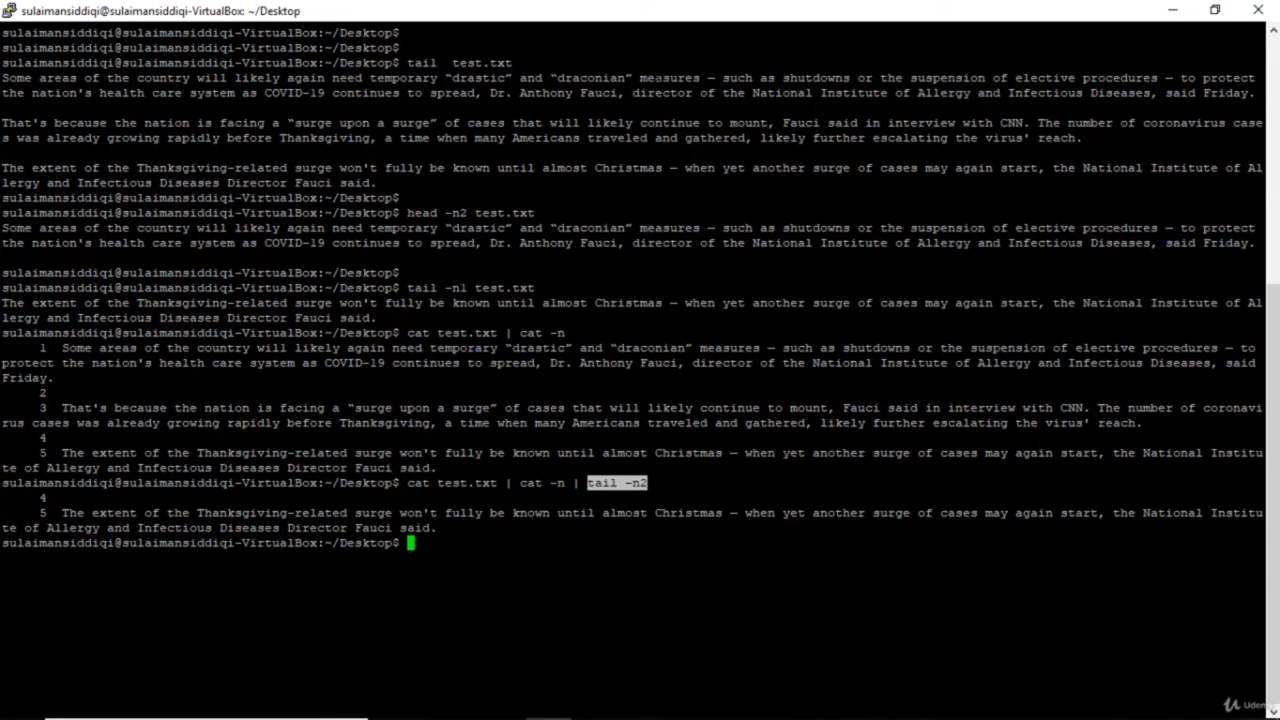 sulaimansiddiqi@sulaimansiddiqi-VirtualBox: ~/Desktop
sulaimansiddiqi@sulaimansiddiqi-VirtualBox:~/Desktop$
sulaimansiddiqi@sulaimansiddiqi-VirtualBox:~/Desktop$
sulaimansiddiqi@sulaimansiddiqi-VirtualBox:~/Desktop$ tail  test.txt
Some areas of the country will likely again need temporary “drastic” and “draconian” measures — such as shutdowns or the suspension of elective procedures — to protect
the nation's health care system as COVID-19 continues to spread, Dr. Anthony Fauci, director of the National Institute of Allergy and Infectious Diseases, said Friday.
That's because the nation is facing a “surge upon a surge” of cases that will likely continue to mount, Fauci said in interview with CNN. The number of coronavirus case
s was already growing rapidly before Thanksgiving, a time when many Americans traveled and gathered, likely further escalating the virus' reach.
The extent of the Thanksgiving-related surge won't fully be known until almost Christmas — when yet another surge of cases may again start, the National Institute of Al
lergy and Infectious Diseases Director Fauci said.
sulaimansiddiqi@sulaimansiddiqi-VirtualBox:~/Desktop$
sulaimansiddiqi@sulaimansiddiqi-VirtualBox:~/Desktop$ head -n2 test.txt
Some areas of the country will likely again need temporary “drastic” and “draconian” measures — such as shutdowns or the suspension of elective procedures — to protect
the nation's health care system as COVID-19 continues to spread, Dr. Anthony Fauci, director of the National Institute of Allergy and Infectious Diseases, said Friday.
sulaimansiddiqi@sulaimansiddiqi-VirtualBox:~/Desktop$
sulaimansiddiqi@sulaimansiddiqi-VirtualBox:~/Desktop$ tail -n1 test.txt
The extent of the Thanksgiving-related surge won't fully be known until almost Christmas — when yet another surge of cases may again start, the National Institute of Al
lergy and Infectious Diseases Director Fauci said.
sulaimansiddiqi@sulaimansiddiqi-VirtualBox:~/Desktop$ cat test.txt | cat -n
1  Some areas of the country will likely again need temporary “drastic” and “draconian” measures — such as shutdowns or the suspension of elective procedures — to
protect the nation's health care system as COVID-19 continues to spread, Dr. Anthony Fauci, director of the National Institute of Allergy and Infectious Diseases, said
Friday.
2
3  That's because the nation is facing a “surge upon a surge” of cases that will likely continue to mount, Fauci said in interview with CNN. The number of coronavi
rus cases was already growing rapidly before Thanksgiving, a time when many Americans traveled and gathered, likely further escalating the virus' reach.
4
5  The extent of the Thanksgiving-related surge won't fully be known until almost Christmas — when yet another surge of cases may again start, the National Institu
te of Allergy and Infectious Diseases Director Fauci said.
sulaimansiddiqi@sulaimansiddiqi-VirtualBox:~/Desktop$ cat test.txt | cat -n | tail -n2
4
5  The extent of the Thanksgiving-related surge won't fully be known until almost Christmas — when yet another surge of cases may again start, the National Institu
te of Allergy and Infectious Diseases Director Fauci said.
sulaimansiddiqi@sulaimansiddiqi-VirtualBox:~/Desktop$